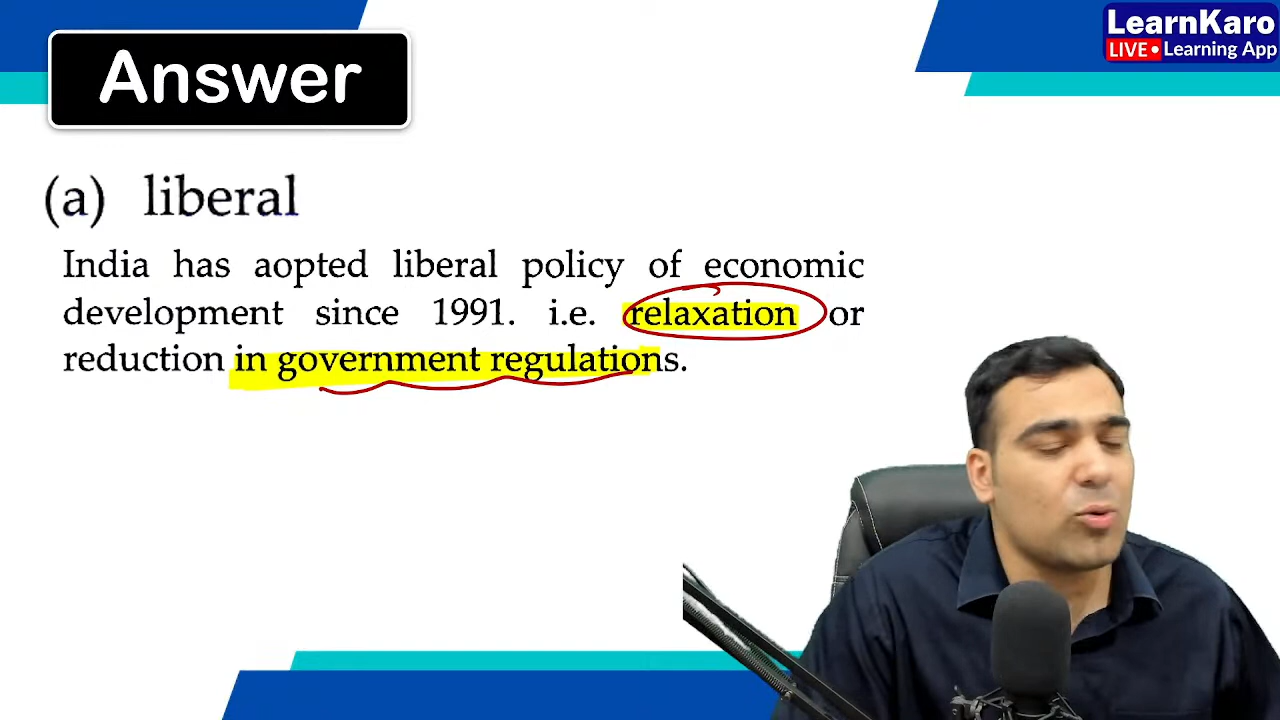 LearnKaro
LIVE • Learning App
Answer
(a) liberal
India has aopted liberal policy of economic
development since 1991. i.e. relaxation or
reduction in government regulations.